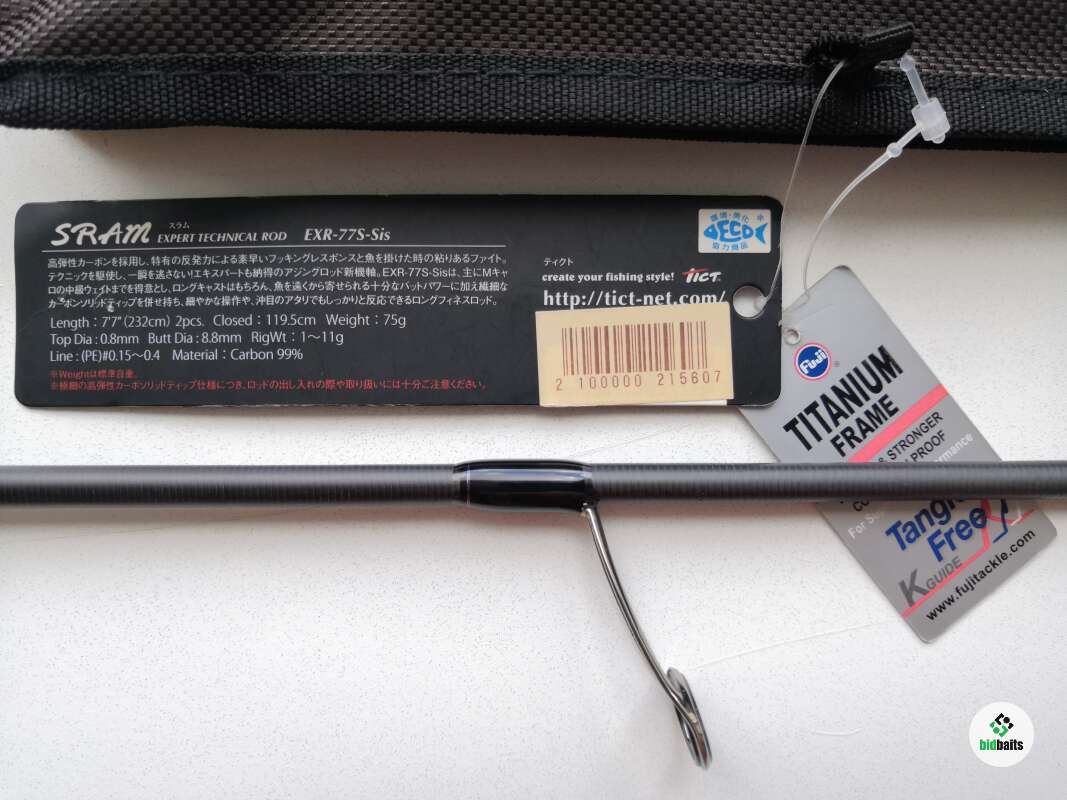 SRAM スラム EXPERT TECHNICAL ROD EXR-77S-Sis
高弾性カーボンを採用し、特有の反発力による素早いフッキングレスポンスと魚を掛けた時の粘りあるファイト。
テクニックを駆使し、一瞬を逃さない!エキスパートも納得のアジングロッド新機軸。EXR-77S-Sisは、主にMキャ
ロの中級ウェイトまでを得意とし、ロングキャストはもちろん、魚を遠くから寄せられる十分なバットパワーに加え繊細な
カーボンソリッドティップを併せ持ち、細やかな操作や、沖目のアタリでもしっかりと反応できるロングフィネスロッド。
Length : 7'7"(232cm) 2pcs. Closed : 119.5cm Weight : 75g
Top Dia : 0.8mm Butt Dia : 8.8mm RigWt : 1〜11g
Line : (PE)#0.15〜0.4 Material : Carbon 99%
※Weightは標準自重。
※極細の高弾性カーボソリッドティップ仕様につき、ロッドの出し入れの際や取り扱いには十分ご注意ください。
環境・美化
ECO
協力商品
ティクト
create your fishing style! TICT
http://tict-net.com/
2 100000 215607
Fuji
TITANIUM
FRAME
& STRONGER
PROOF
Tangle
Free
K GUIDE
www.fujitackle.com
bidbaits